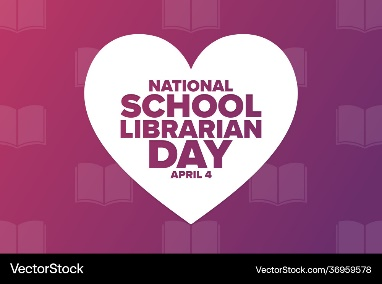 NATIONAL
SCHOOL
LIBRARIAN
DAY
APRIL 4
VectorStock
VectorStock.com/36959578